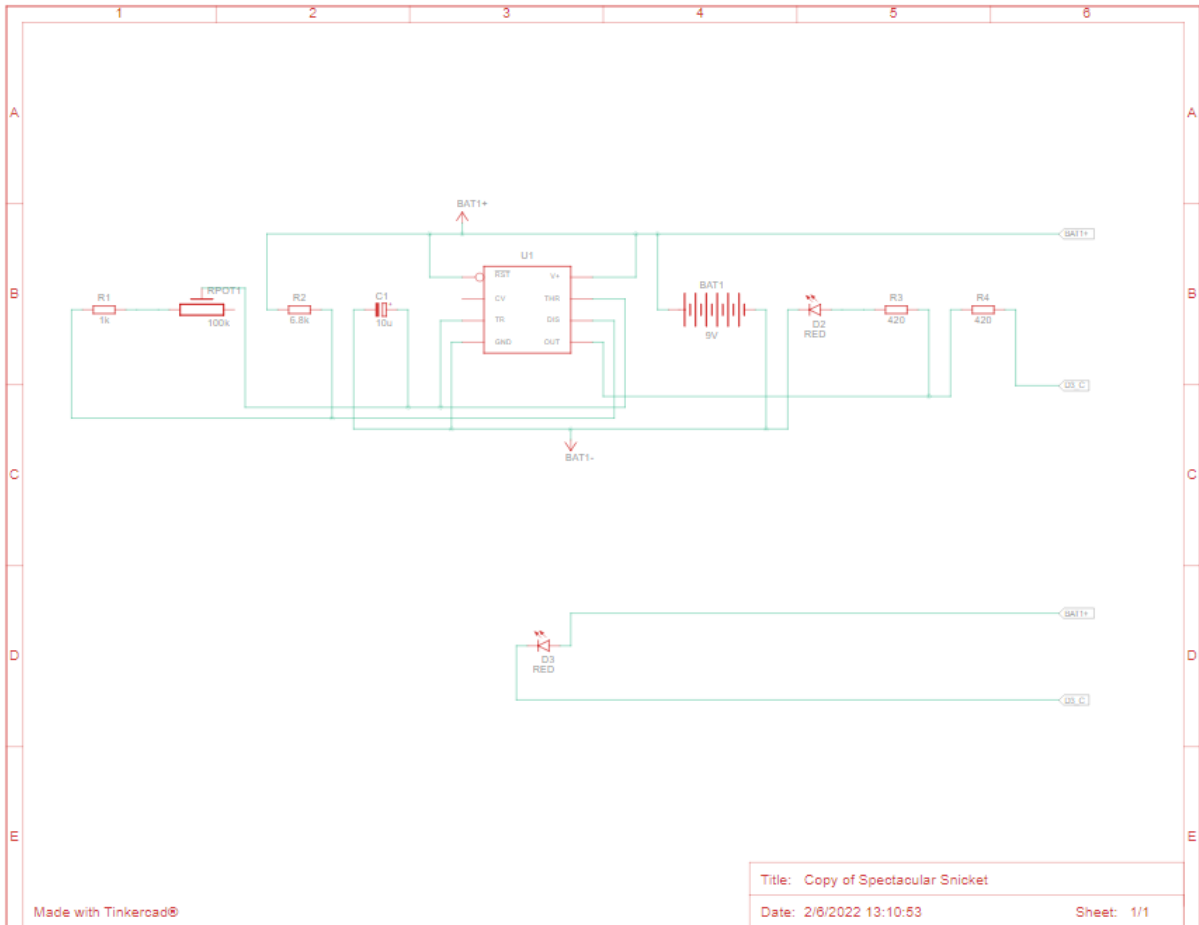 1 2 3 4 5 6
A A
BAT1+
BAT1+
U1
RST V+
B B
BAT1
R1 RPOT1 R2 C1 CV THR R3 R4
1k 100k 6.8k 10u TR DIS 9V D2 420 420
RED
GND OUT
D3_C
BAT1-
C C
BAT1+
D D
D3
RED
D3_C
E E
Title: Copy of Spectacular Snicket
Made with Tinkercad®
Date: 2/6/2022 13:10:53 Sheet: 1/1